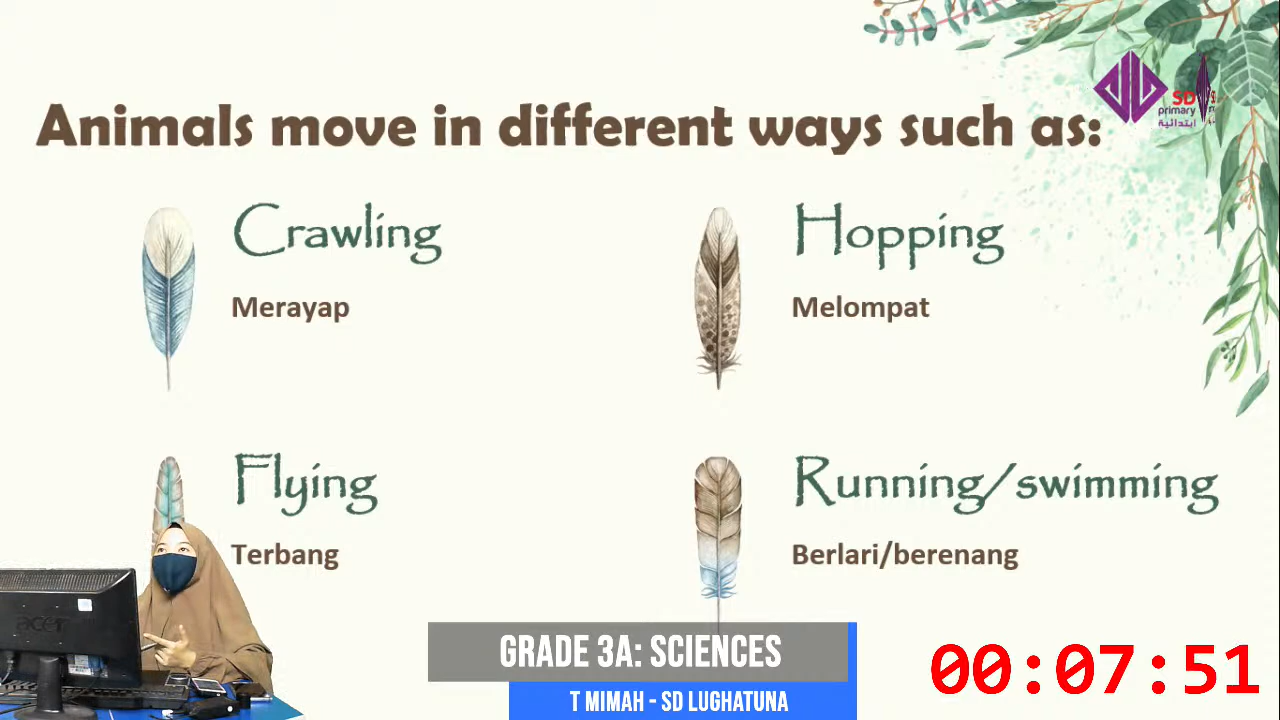 Animals move in different ways such as:
SD
primary
ابتدائية
Crawling
Merayap
Hopping
Melompat
Flying
Terbang
Running/swimming
Berlari/berenang
acer
GRADE 3A: SCIENCES
T MIMAH - SD LUGHATUNA
00:07:51